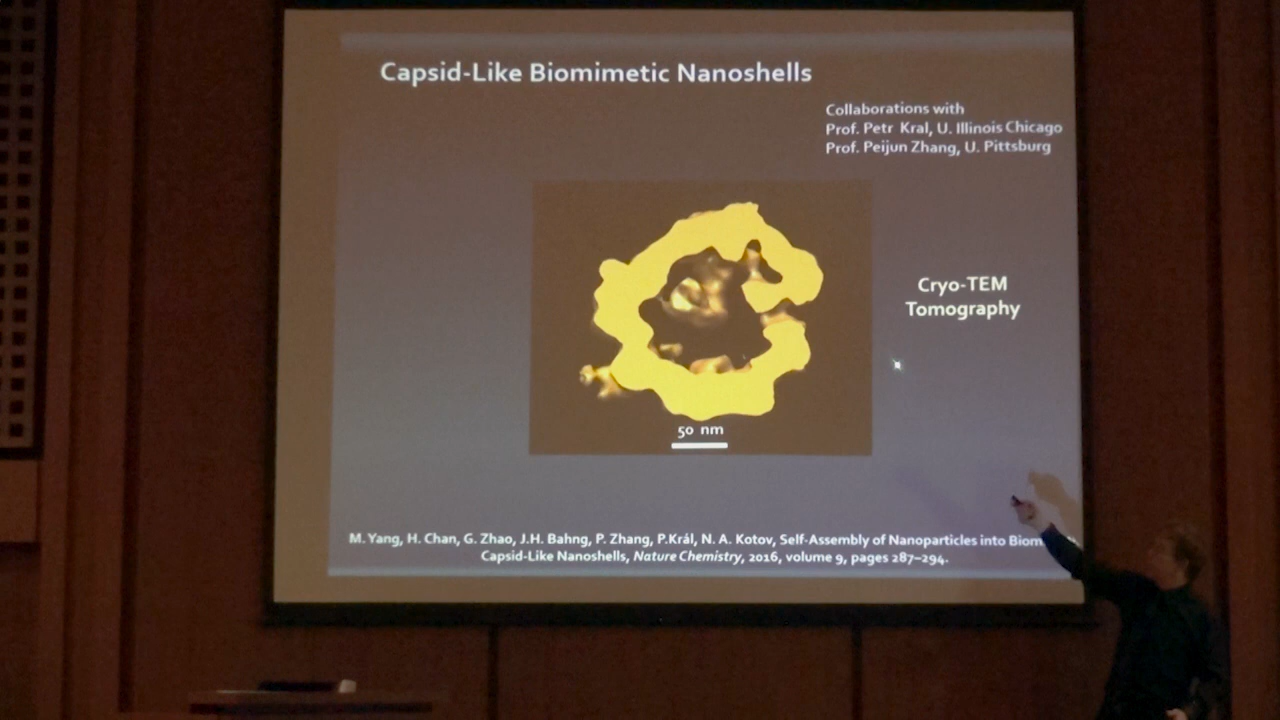 Capsid-Like Biomimetic Nanoshells
Collaborations with
Prof. Petr Kral, U. Illinois Chicago
Prof. Peijun Zhang, U. Pittsburg
Cryo-TEM
Tomography
50 nm
M. Yang, H. Chan, G. Zhao, J.H. Bahng, P. Zhang, P.Král, N. A. Kotov, Self-Assembly of Nanoparticles into Biom
Capsid-Like Nanoshells, Nature Chemistry, 2016, volume 9, pages 287–294.